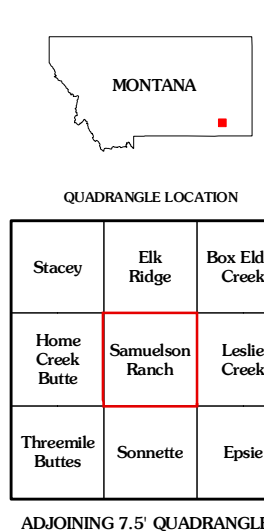 MONTANA
QUADRANGLE LOCATION
Stacey
Elk
Ridge
Box Eld
Creek
Home
Creek
Butte
Samuelson
Ranch
Leslie
Creek
Threemile
Buttes
Sonnette
Epsie
ADJOINING 7.5' QUADRANGLE